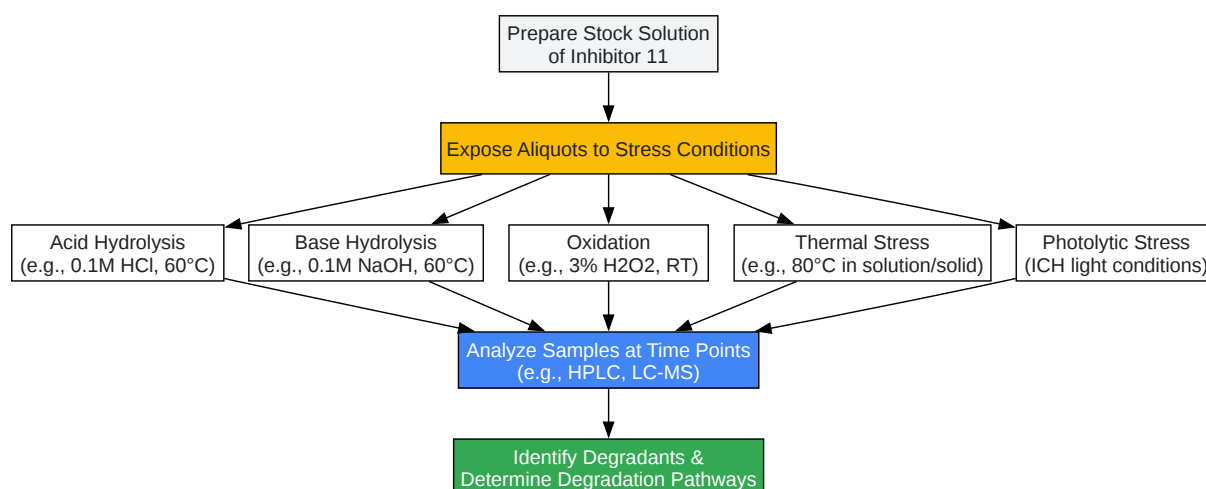 Prepare Stock Solution
of Inhibitor 11
Expose Aliquots to Stress Conditions
Acid Hydrolysis
(e.g., 0.1M HCl, 60°C)
Base Hydrolysis
(e.g., 0.1M NaOH, 60°C)
Oxidation
(e.g., 3% H2O2, RT)
Thermal Stress
(e.g., 80°C in solution/solid)
Photolytic Stress
(ICH light conditions)
Analyze Samples at Time Points
(e.g., HPLC, LC-MS)
Identify Degradants &
Determine Degradation Pathways